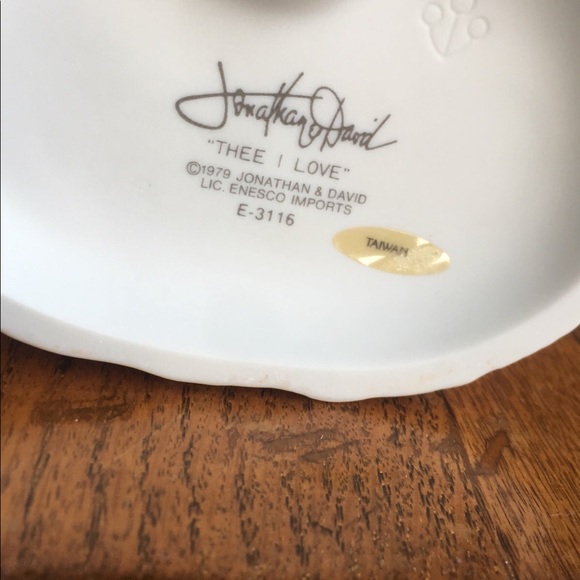 Jonathan & David
"THEE I LOVE"
©1979 JONATHAN & DAVID
LIC. ENESCO IMPORTS
E-3116
TAIWAN